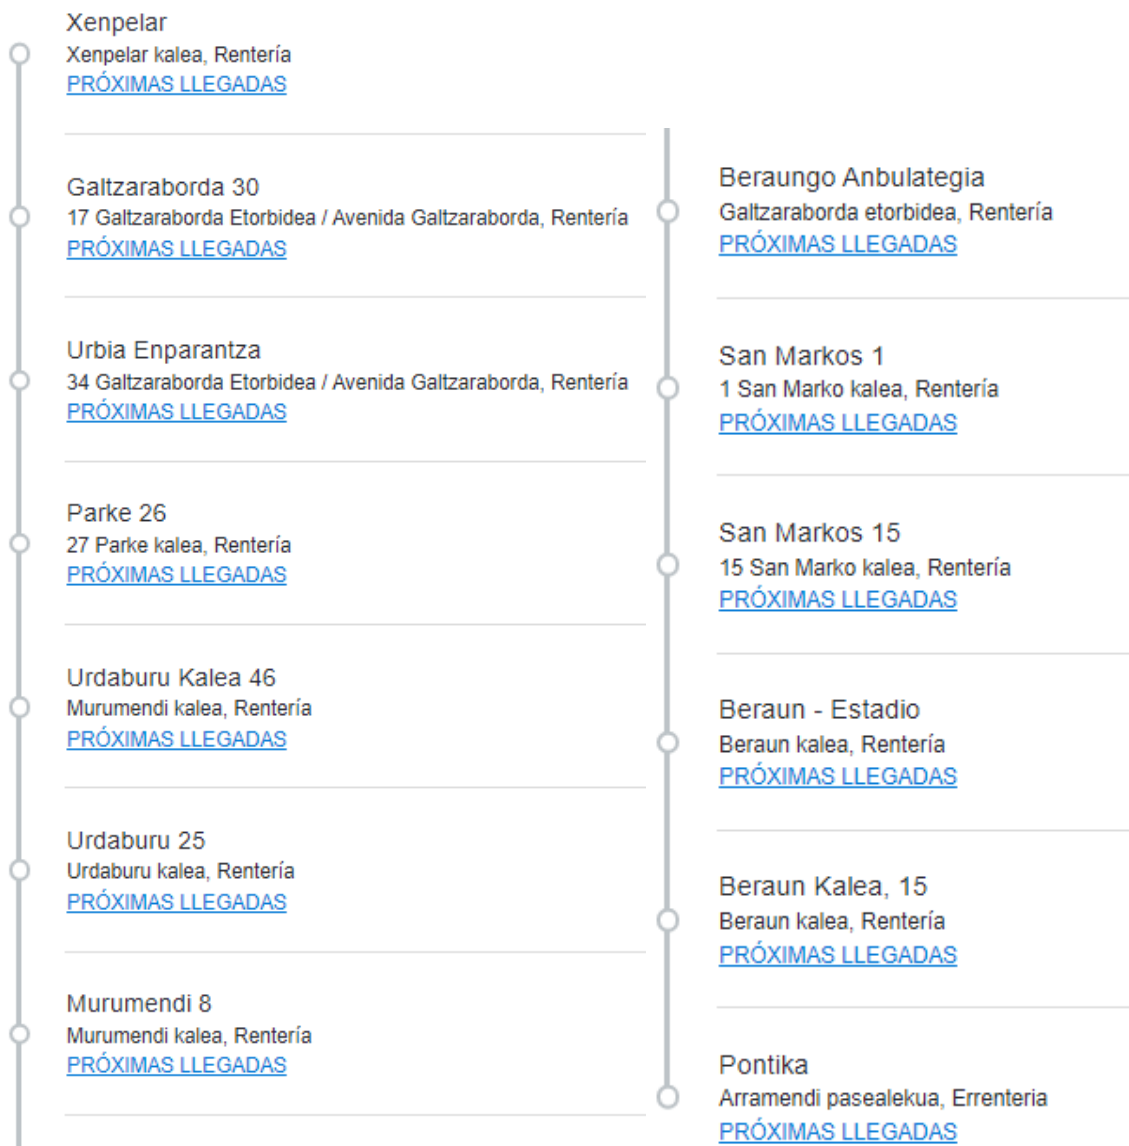 Xenpelar
Xenpelar kalea, Rentería
PRÓXIMAS LLEGADAS
Galtzaraborda 30
17 Galtzaraborda Etorbidea / Avenida Galtzaraborda, Rentería
PRÓXIMAS LLEGADAS
Urbia Enparantza
34 Galtzaraborda Etorbidea / Avenida Galtzaraborda, Rentería
PRÓXIMAS LLEGADAS
Parke 26
27 Parke kalea, Rentería
PRÓXIMAS LLEGADAS
Urdaburu Kalea 46
Murumendi kalea, Rentería
PRÓXIMAS LLEGADAS
Urdaburu 25
Urdaburu kalea, Rentería
PRÓXIMAS LLEGADAS
Murumendi 8
Murumendi kalea, Rentería
PRÓXIMAS LLEGADAS
Beraungo Anbulategia
Galtzaraborda etorbidea, Rentería
PRÓXIMAS LLEGADAS
San Markos 1
1 San Marko kalea, Rentería
PRÓXIMAS LLEGADAS
San Markos 15
15 San Marko kalea, Rentería
PRÓXIMAS LLEGADAS
Beraun - Estadio
Beraun kalea, Rentería
PRÓXIMAS LLEGADAS
Beraun Kalea, 15
Beraun kalea, Rentería
PRÓXIMAS LLEGADAS
Pontika
Arramendi pasealekua, Errenteria
PRÓXIMAS LLEGADAS